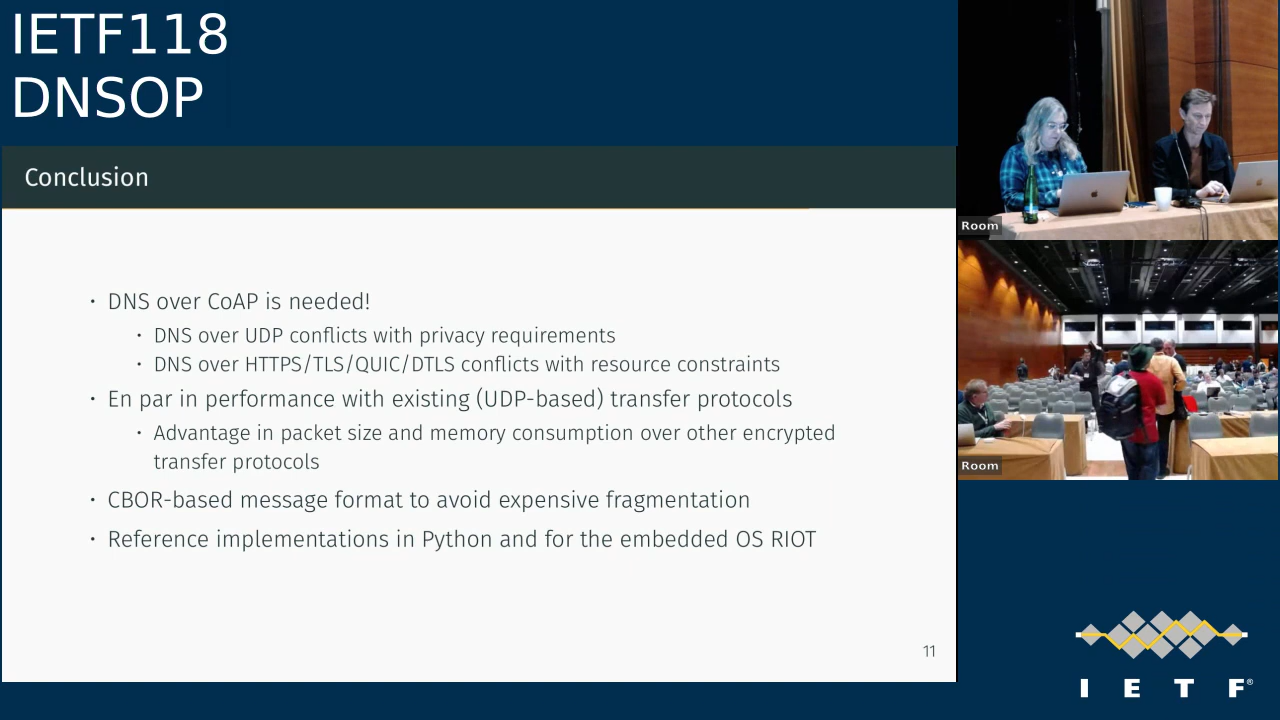 IETF118
DNSOP
Conclusion
• DNS over CoAP is needed!
• DNS over UDP conflicts with privacy requirements
• DNS over HTTPS/TLS/QUIC/DTLS conflicts with resource constraints
• En par in performance with existing (UDP-based) transfer protocols
• Advantage in packet size and memory consumption over other encrypted
transfer protocols
• CBOR-based message format to avoid expensive fragmentation
• Reference implementations in Python and for the embedded OS RIOT
11
Room
Room
I E T F®